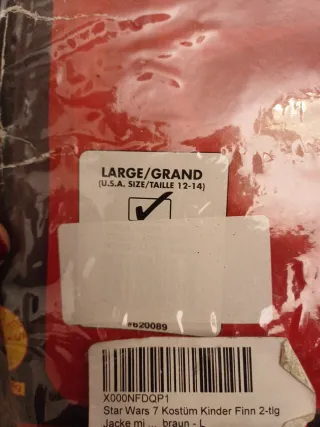 LARGE/GRAND
(U.S.A. SIZE/TAILLE 12-14)
#620089
X000NFDQP1
Star Wars 7 Kostüm Kinder Finn 2-tlg
Jacke mi ... braun - L